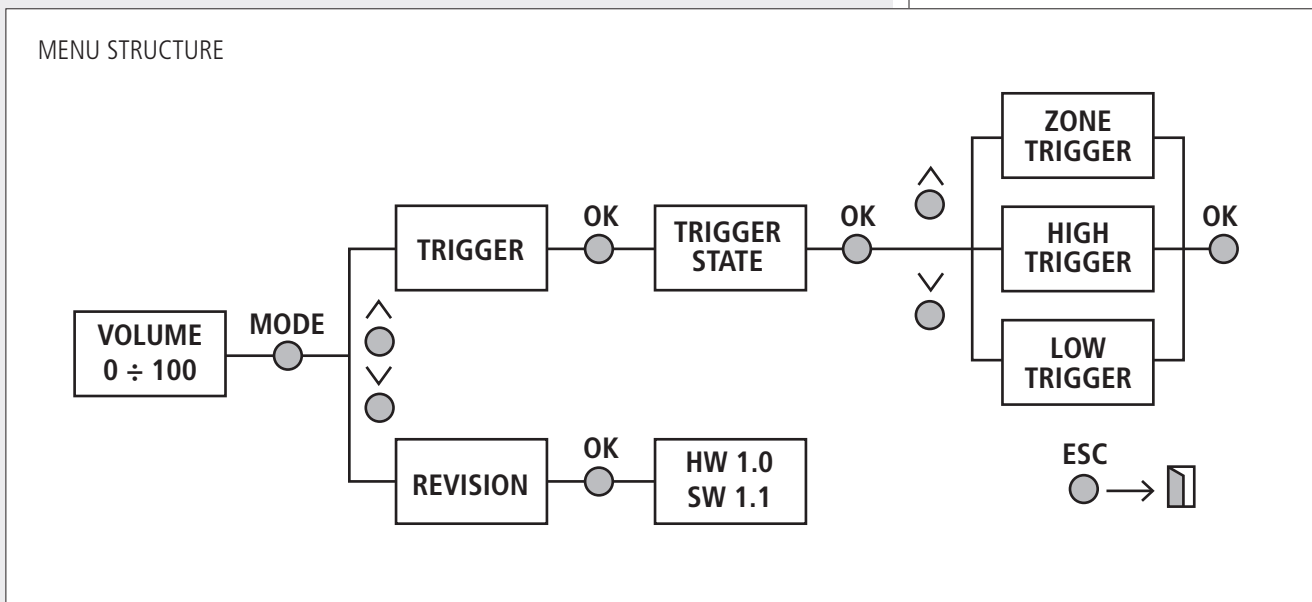 MENU STRUCTURE
VOLUME
0 ÷ 100
MODE
TRIGGER
OK
TRIGGER
STATE
OK
ZONE
TRIGGER
HIGH
TRIGGER
LOW
TRIGGER
OK
REVISION
OK
HW 1.0
SW 1.1
ESC